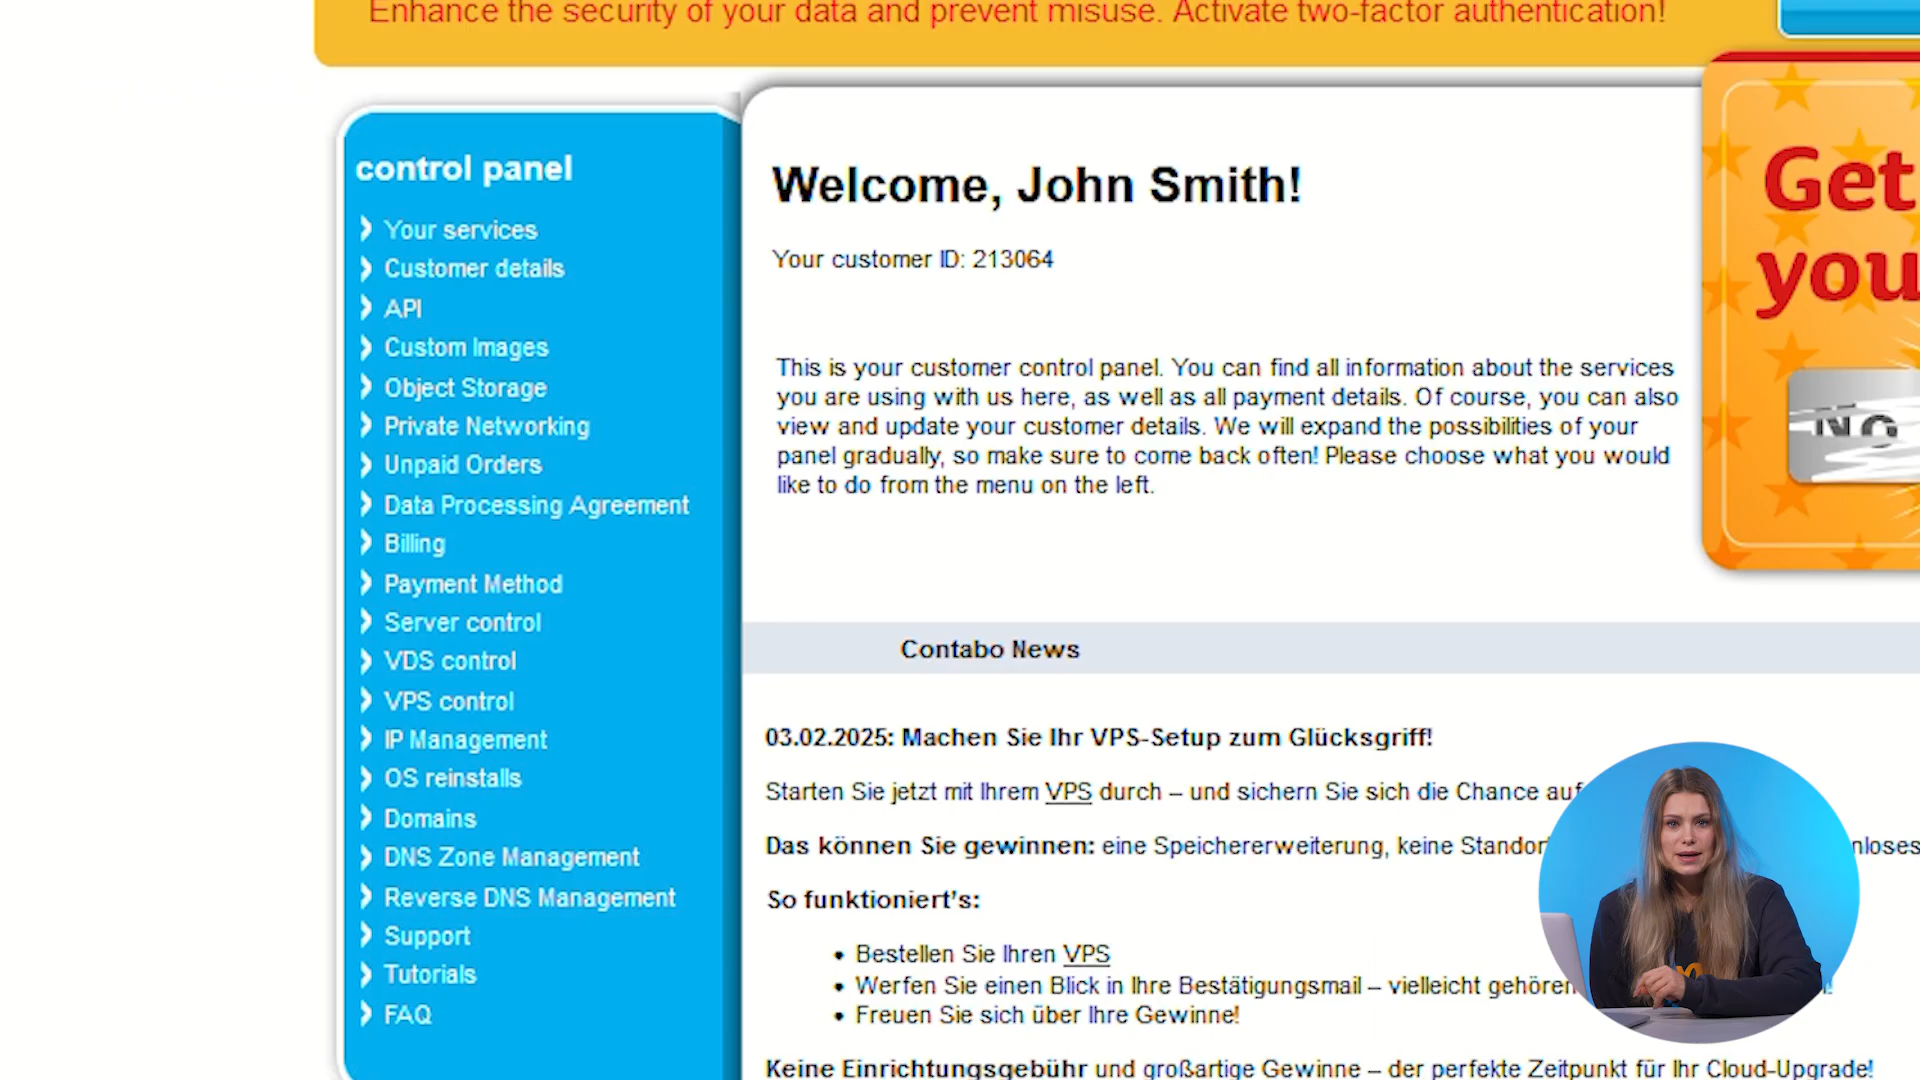 Enhance the security of your data and prevent misuse. Activate two-factor authentication!
control panel
Your services
Customer details
API
Custom Images
Object Storage
Private Networking
Unpaid Orders
Data Processing Agreement
Billing
Payment Method
Server control
VDS control
VPS control
IP Management
OS reinstalls
Domains
DNS Zone Management
Reverse DNS Management
Support
Tutorials
FAQ
Welcome, John Smith!
Your customer ID: 213064
This is your customer control panel. You can find all information about the services
you are using with us here, as well as all payment details. Of course, you can also
view and update your customer details. We will expand the possibilities of your
panel gradually, so make sure to come back often! Please choose what you would
like to do from the menu on the left.
Get
you
NO
Contabo News
03.02.2025: Machen Sie Ihr VPS-Setup zum Glücksgriff!
Starten Sie jetzt mit Ihrem VPS durch – und sichern Sie sich die Chance auf
Das können Sie gewinnen: eine Speichererweiterung, keine
So funktioniert's:
• Bestellen Sie Ihren VPS
• Werfen Sie einen Blick in Ihre Bestätigungsmail – vielleicht gehören
• Freuen Sie sich über Ihre Gewinne!
Keine Einrichtungsgebühr und großartige Gewinne – der perfekte Zeitpunkt für Ihr Cloud-Upgrade!